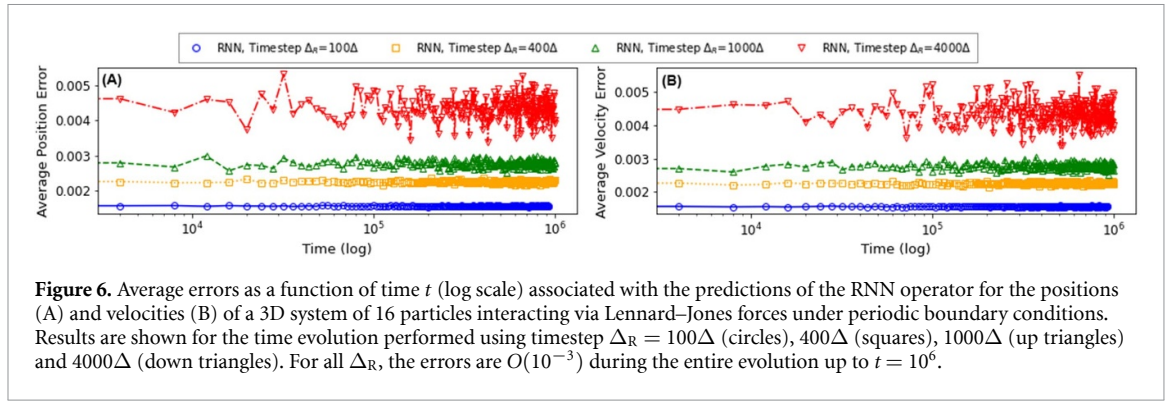 RNN, Timestep Δ_R=100Δ RNN, Timestep Δ_R=400Δ RNN, Timestep Δ_R=1000Δ RNN, Timestep Δ_R=4000Δ
(A)
Average Position Error
0.005
0.004
0.003
0.002
10^4 10^5 10^6
Time (log)
(B)
Average Velocity Error
0.005
0.004
0.003
0.002
10^4 10^5 10^6
Time (log)
Figure 6. Average errors as a function of time t (log scale) associated with the predictions of the RNN operator for the positions
(A) and velocities (B) of a 3D system of 16 particles interacting via Lennard–Jones forces under periodic boundary conditions.
Results are shown for the time evolution performed using timestep Δ_R = 100Δ (circles), 400Δ (squares), 1000Δ (up triangles)
and 4000Δ (down triangles). For all Δ_R, the errors are O(10^−3) during the entire evolution up to t = 10^6.